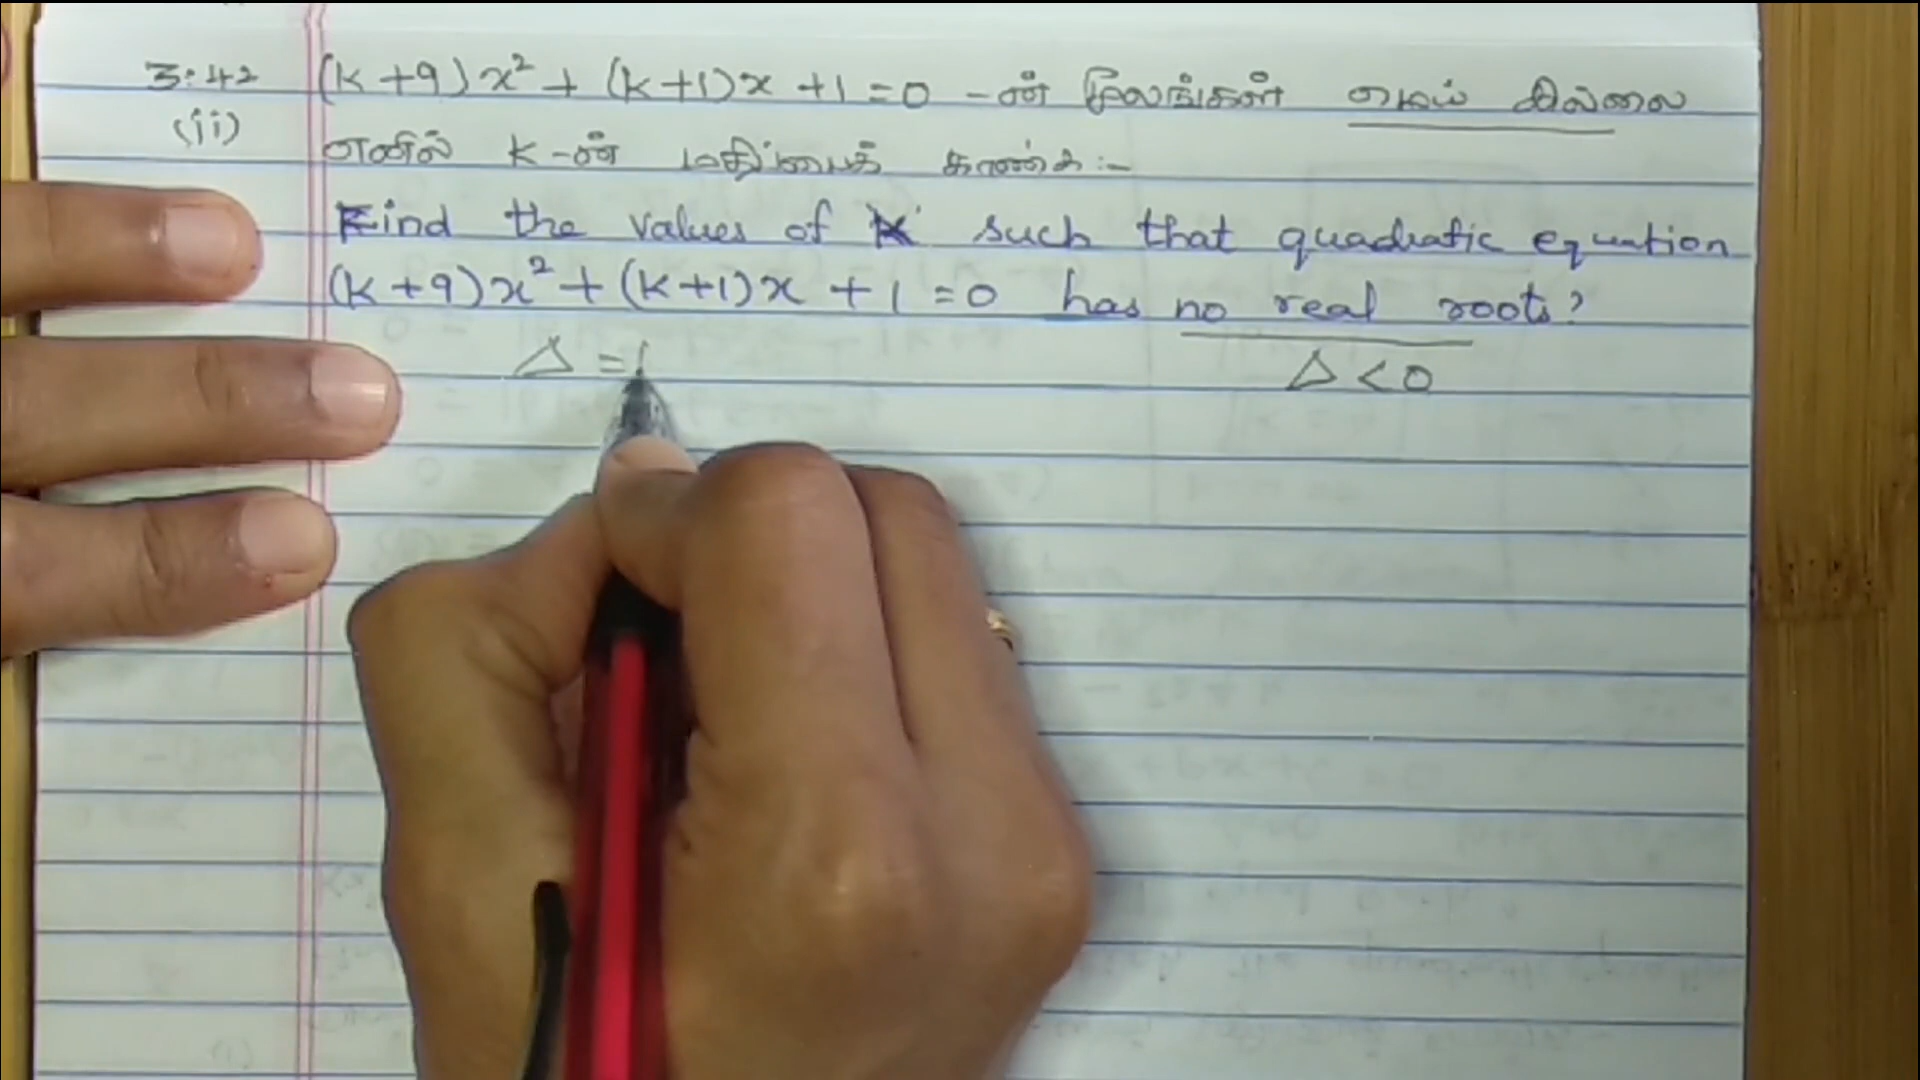 3.42 (k+9)x² + (k+1)x + 1 = 0 -ன் மூலங்கள் மெய் இல்லை
(ii) எனில் k-ன் மதிப்பைக் காண்க :-
Find the values of 'k' such that quadratic equation
(k+9)x² + (k+1)x + 1 = 0 has no real roots?
Δ = Δ < 0